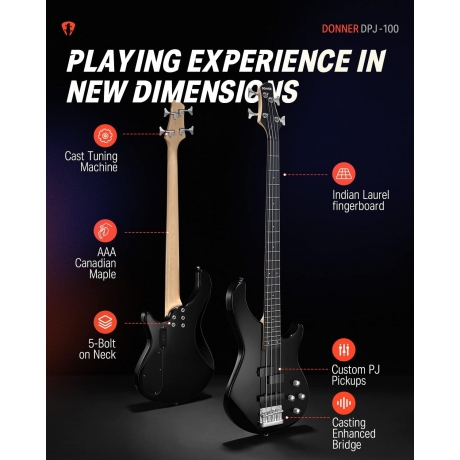 DONNER DPJ-100
PLAYING EXPERIENCE IN
NEW DIMENSIONS
Cast Tuning
Machine
Indian Laurel
fingerboard
AAA
Canadian
Maple
5-Bolt
on Neck
Custom PJ
Pickups
Casting
Enhanced
Bridge